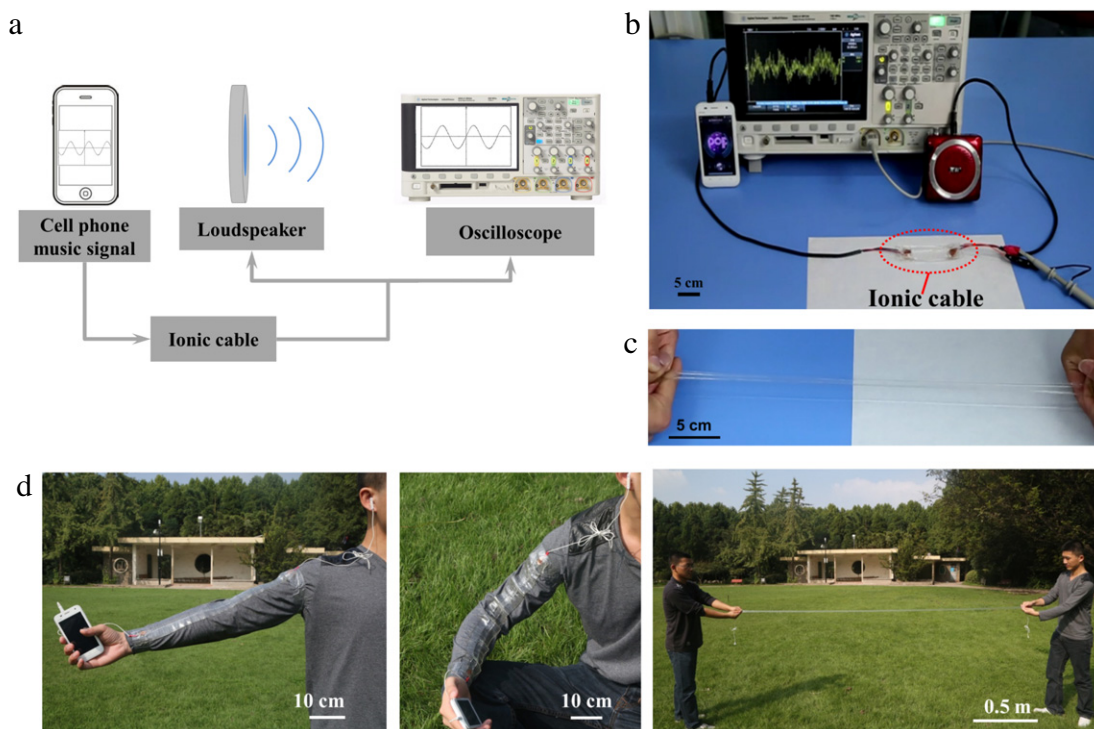 a
Cell phone
music signal
Loudspeaker
Oscilloscope
Ionic cable
b
5 cm
Ionic cable
c
5 cm
d
10 cm
10 cm
0.5 m